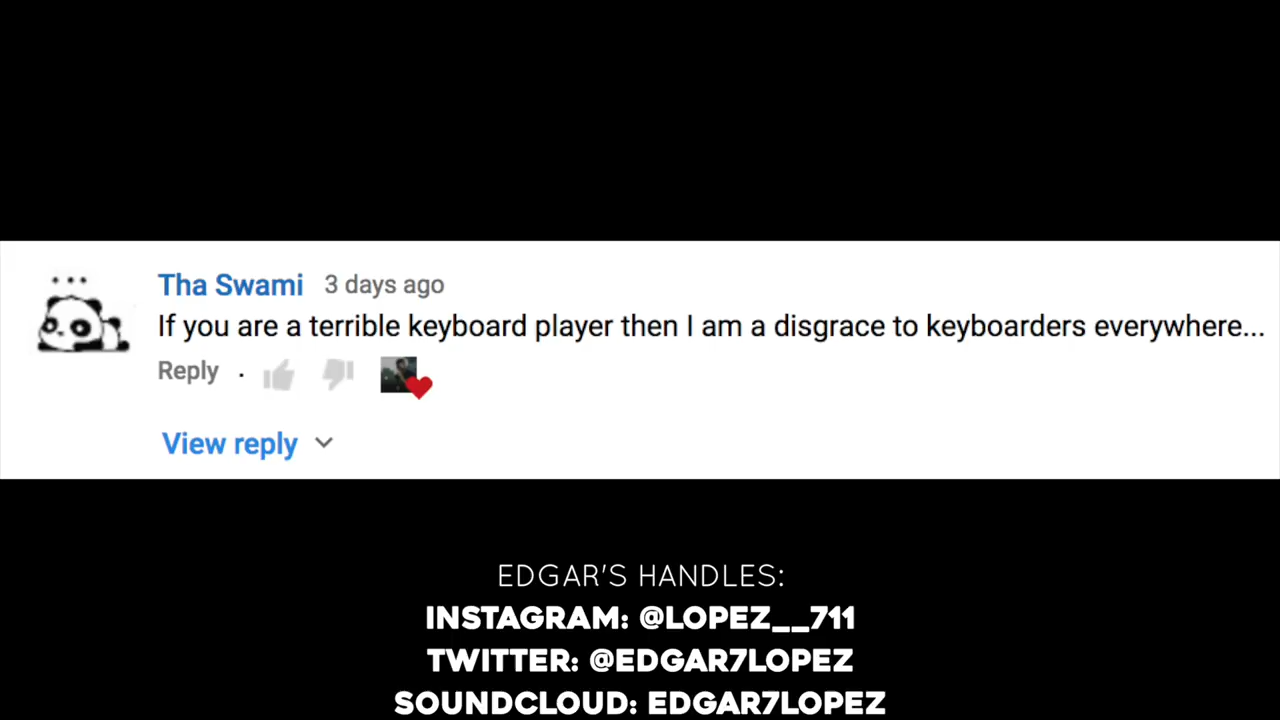 Tha Swami 3 days ago
If you are a terrible keyboard player then I am a disgrace to keyboarders everywhere...
Reply
View reply
EDGAR'S HANDLES:
INSTAGRAM: @LOPEZ__711
TWITTER: @EDGAR7LOPEZ
SOUNDCLOUD: EDGAR7LOPEZ